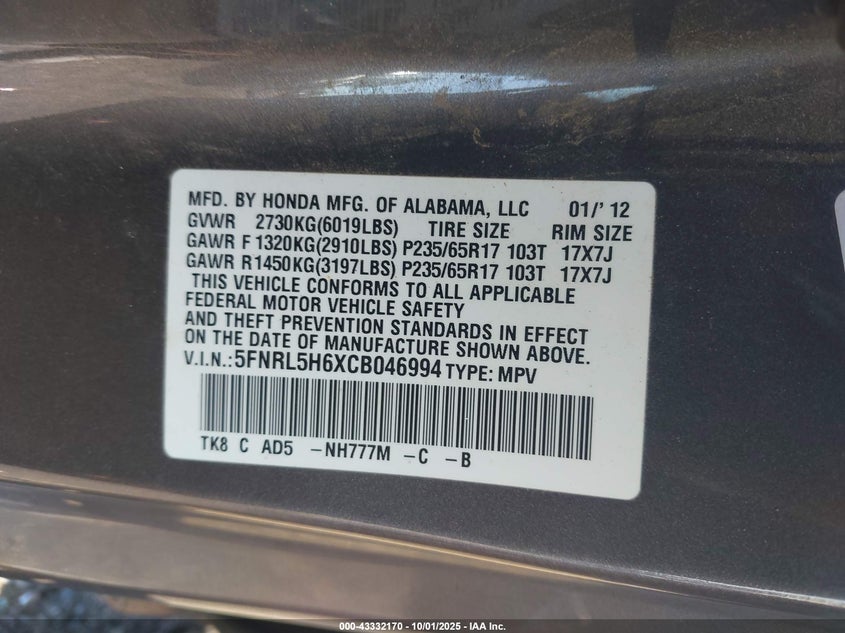 MFD. BY HONDA MFG. OF ALABAMA, LLC 01/' 12
GVWR 2730KG(6019LBS) TIRE SIZE RIM SIZE
GAWR F 1320KG(2910LBS) P235/65R17 103T 17X7J
GAWR R1450KG(3197LBS) P235/65R17 103T 17X7J
THIS VEHICLE CONFORMS TO ALL APPLICABLE
FEDERAL MOTOR VEHICLE SAFETY
AND THEFT PREVENTION STANDARDS IN EFFECT
ON THE DATE OF MANUFACTURE SHOWN ABOVE.
V.I.N.:5FNRL5H6XCB046994 TYPE: MPV
TK8 C AD5 –NH777M –C –B
000-43332170 • 10/01/2025 • IAA Inc.